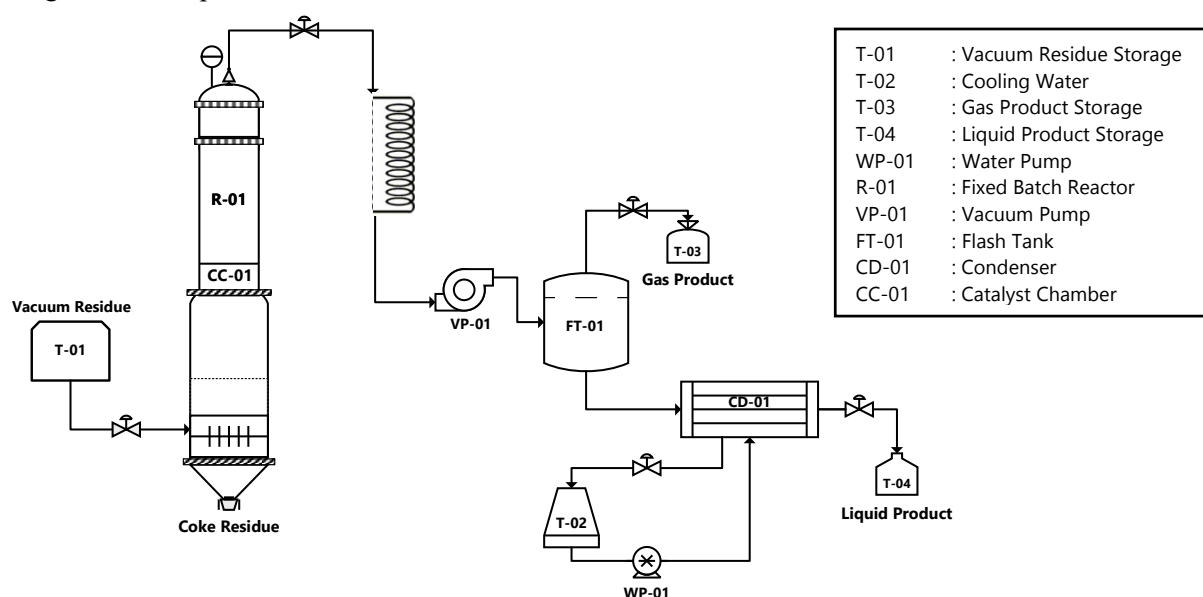 R-01
CC-01
Vacuum Residue
T-01
Coke Residue
VP-01
FT-01
T-03
Gas Product
CD-01
T-02
WP-01
T-04
Liquid Product
T-01 : Vacuum Residue Storage
T-02 : Cooling Water
T-03 : Gas Product Storage
T-04 : Liquid Product Storage
WP-01 : Water Pump
R-01 : Fixed Batch Reactor
VP-01 : Vacuum Pump
FT-01 : Flash Tank
CD-01 : Condenser
CC-01 : Catalyst Chamber